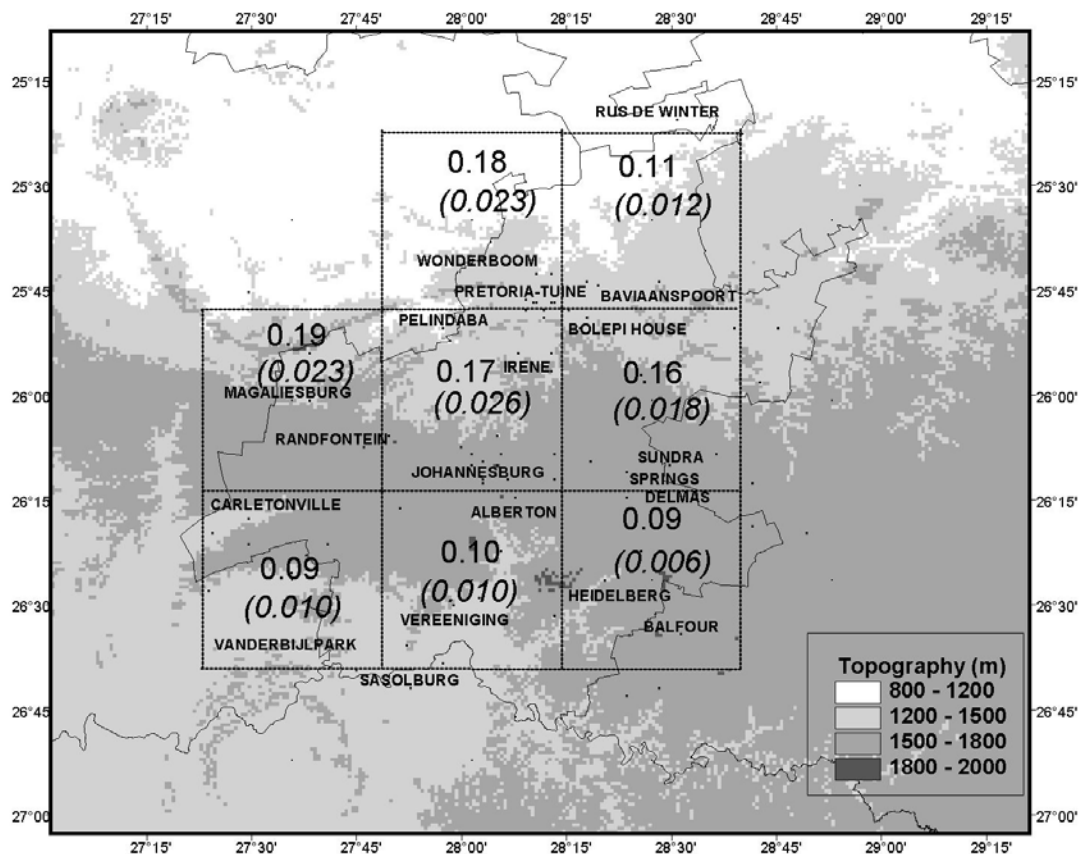 27°15' 27°30' 27°45' 28°00' 28°15' 28°30' 28°45' 29°00' 29°15'
25°15' 25°15'
RUS DE WINTER
0.18 0.11
25°30' 25°30'
(0.023) (0.012)
WONDERBOOM
PRETORIA-TUINE BAVIAANSPOORT
25°45' 25°45'
PELINDABA BOLEPI HOUSE
0.19
(0.023) 0.17 IRENE 0.16
MAGALIESBURG
26°00' 26°00'
(0.026) (0.018)
RANDFONTEIN
SUNDRA
JOHANNESBURG SPRINGS
26°15' DELMAS 26°15'
CARLETONVILLE ALBERTON
0.09
0.10 (0.006)
0.09
(0.010) (0.010)
HEIDELBERG
26°30' 26°30'
VEREENIGING BALFOUR
VANDERBIJLPARK
SASOLBURG
Topography (m)
800 - 1200
26°45' 26°45'
1200 - 1500
1500 - 1800
1800 - 2000
27°00' 27°00'
27°15' 27°30' 27°45' 28°00' 28°15' 28°30' 28°45' 29°00' 29°15'